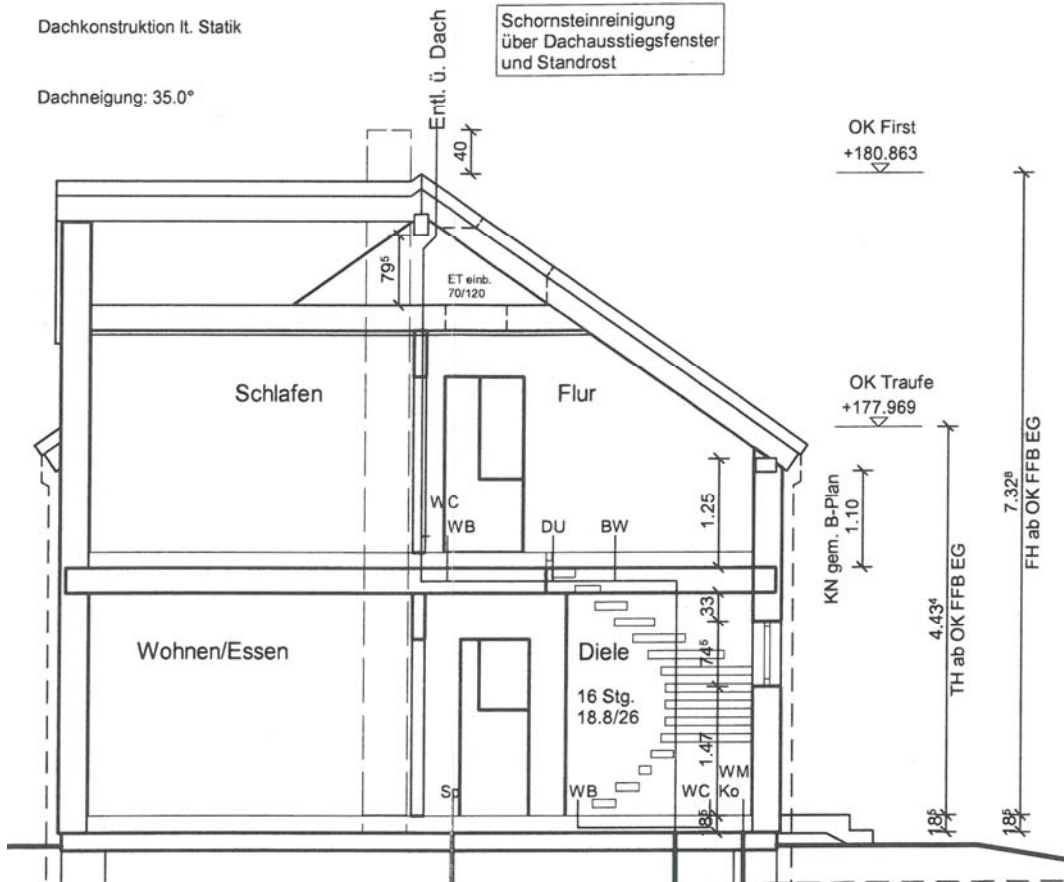 Dachkonstruktion lt. Statik
Dachneigung: 35.0°
Entl. ü. Dach
Schornsteinreinigung
über Dachausstiegsfenster
und Standrost
40
OK First
+180.863
79⁵
ET einb.
70/120
Schlafen
Flur
OK Traufe
+177.969
WC
WB
DU
BW
1.25
KN gem. B-Plan
1.10
4.43⁴
TH ab OK FFB EG
7.32⁸
FH ab OK FFB EG
33
Wohnen/Essen
Diele
74⁵
16 Stg.
18.8/26
1.47
Sp
WB
WC
WM
Ko
18⁵
18⁵
18⁵